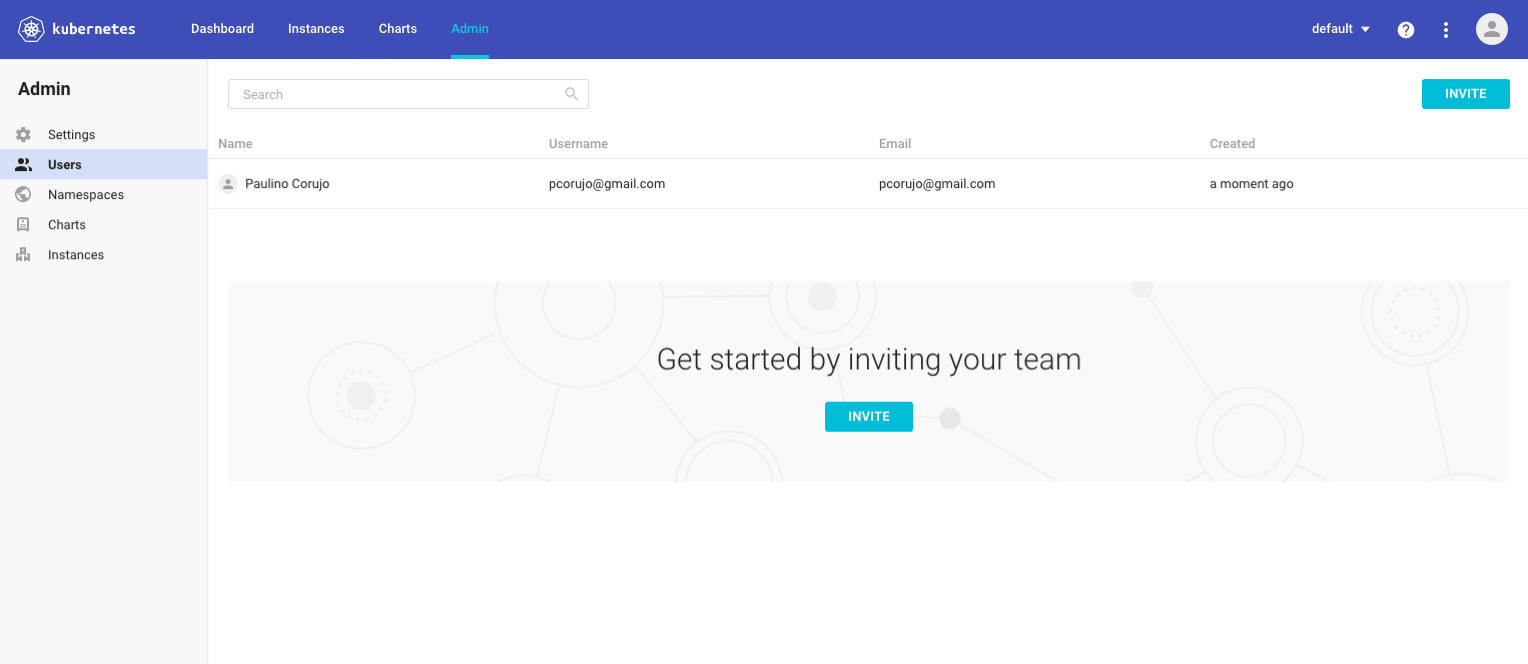 kubernetes Dashboard Instances Charts Admin default
Admin
Search
INVITE
Settings
Users
Namespaces
Charts
Instances
Name Username Email Created
Paulino Corujo pcorujo@gmail.com pcorujo@gmail.com a moment ago
Get started by inviting your team
INVITE